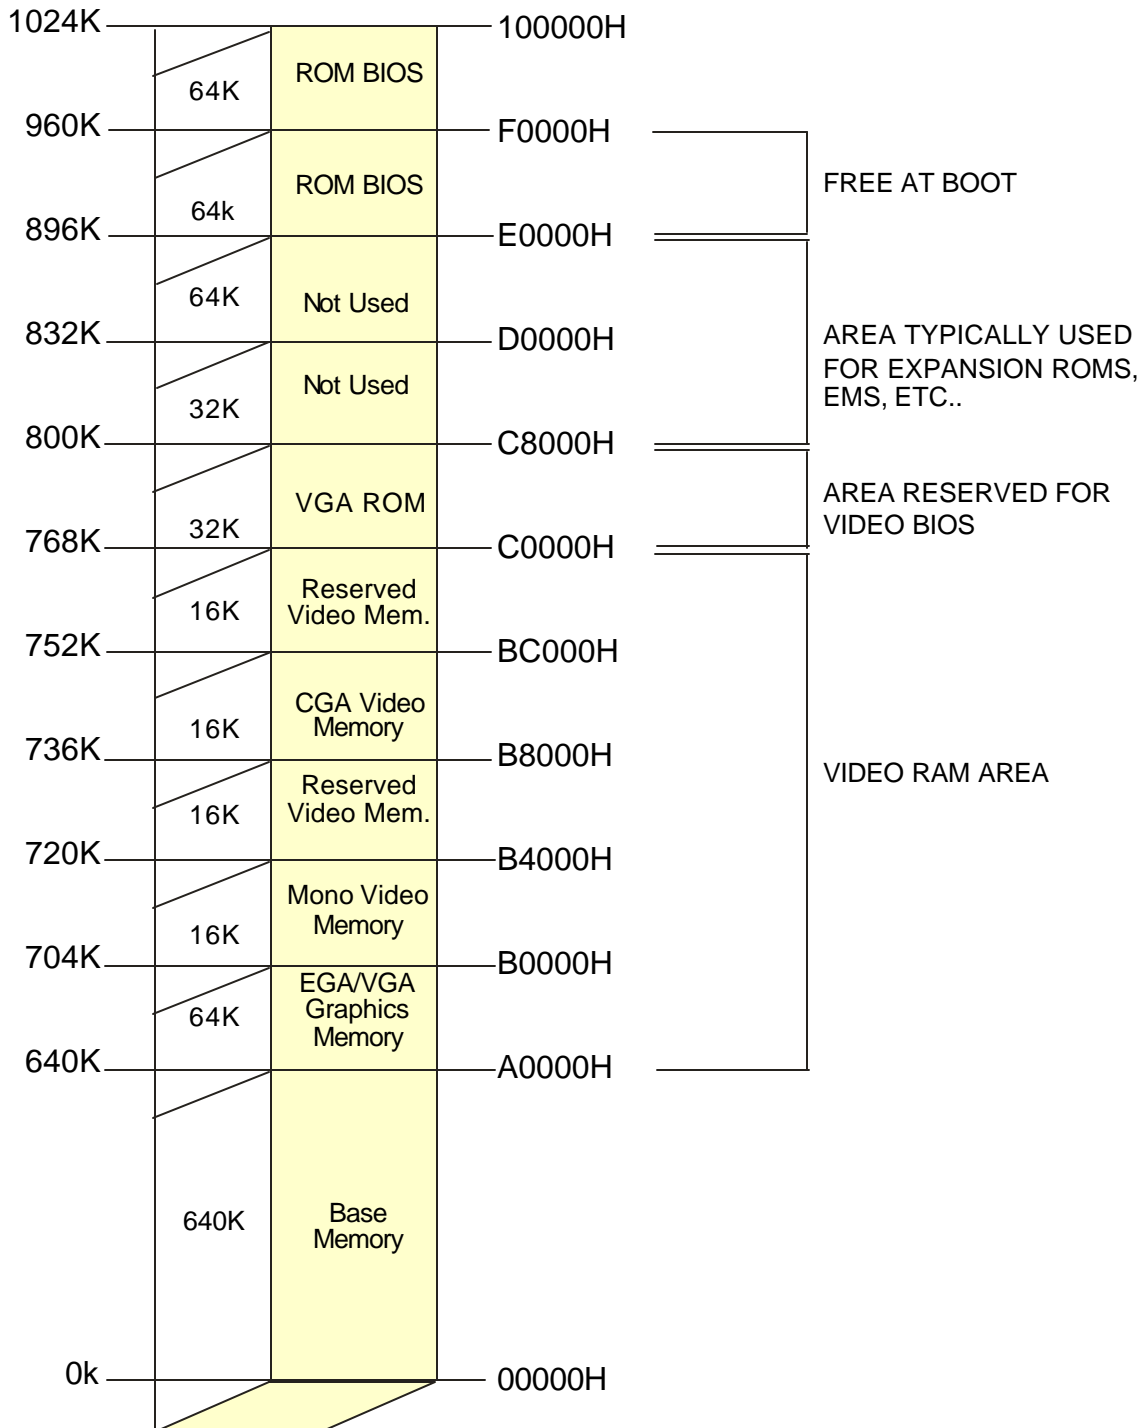 1024K
100000H
ROM BIOS
64K
960K
F0000H
ROM BIOS
FREE AT BOOT
64k
896K
E0000H
64K
Not Used
832K
D0000H
AREA TYPICALLY USED
FOR EXPANSION ROMS,
EMS, ETC..
Not Used
32K
800K
C8000H
VGA ROM
AREA RESERVED FOR
VIDEO BIOS
32K
768K
C0000H
Reserved
Video Mem.
16K
752K
BC000H
CGA Video
Memory
16K
736K
B8000H
VIDEO RAM AREA
Reserved
Video Mem.
16K
720K
B4000H
Mono Video
Memory
16K
704K
B0000H
EGA/VGA
Graphics
Memory
64K
640K
A0000H
640K
Base
Memory
0k
00000H